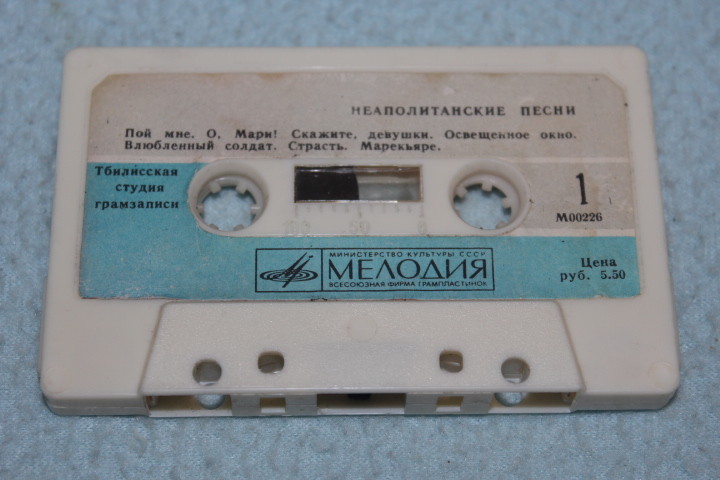 НЕАПОЛИТАНСКИЕ ПЕСНИ
Пой мне. О, Мари! Скажите, девушки. Освещенное окно.
Влюбленный солдат. Страсть. Марекьяре.
Тбилисская
студия
грамзаписи
1
М00226
МИНИСТЕРСТВО КУЛЬТУРЫ СССР
МЕЛОДИЯ
ВСЕСОЮЗНАЯ ФИРМА ГРАМПЛАСТИНОК
Цена
руб. 5.50